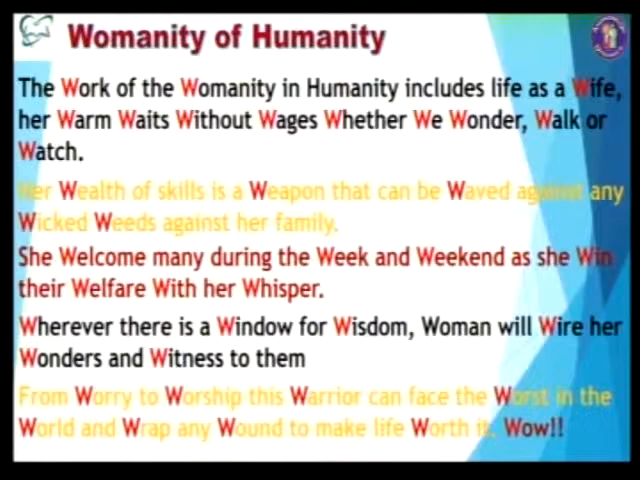 Womanity of Humanity
The Work of the Womanity in Humanity includes life as a Wife,
her Warm Waits Without Wages Whether We Wonder, Walk or
Watch.
Her Wealth of skills is a Weapon that can be Waved against any
Wicked Weeds against her family.
She Welcome many during the Week and Weekend as she Win
their Welfare With her Whisper.
Wherever there is a Window for Wisdom, Woman will Wire her
Wonders and Witness to them
From Worry to Worship this Warrior can face the Worst in the
World and Wrap any Wound to make life Worth it. Wow!!